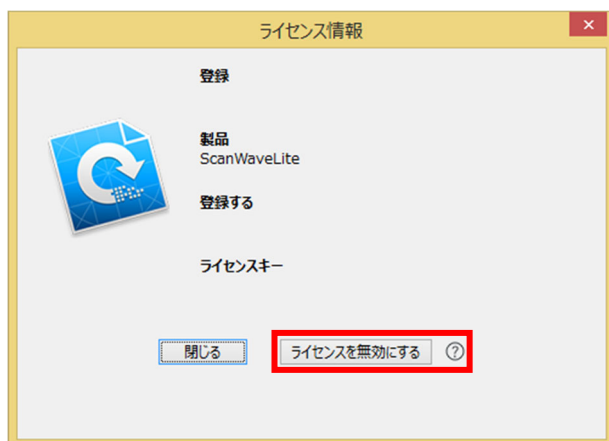 ライセンス情報
登録
製品
ScanWaveLite
登録する
ライセンスキー
閉じる
ライセンスを無効にする ?